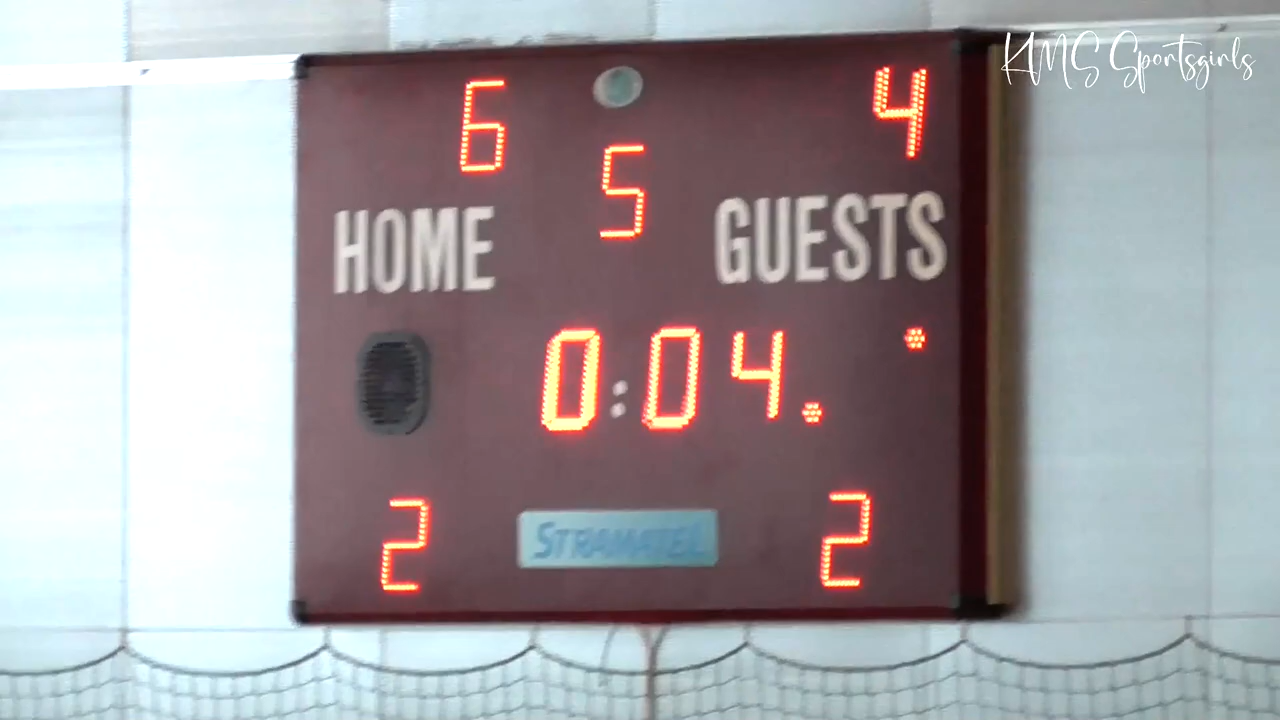 KMS Sportsgirls
6 4
5
HOME GUESTS
0:04.
2 2
STRAMATEL